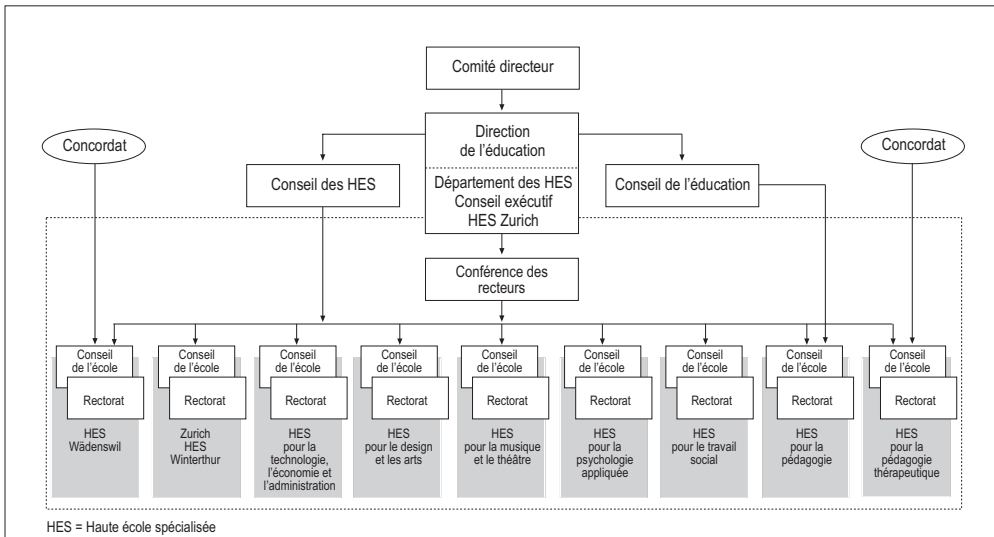 Comité directeur
Direction
de l'éducation
Concordat
Concordat
Conseil des HES
Département des HES
Conseil exécutif
HES Zurich
Conseil de l'éducation
Conférence des
recteurs
Conseil
de l'école
Rectorat
HES
Wädenswil
Conseil
de l'école
Rectorat
Zurich
HES
Winterthur
Conseil
de l'école
Rectorat
HES
pour la
technologie,
l'économie et
l'administration
Conseil
de l'école
Rectorat
HES
pour le design
et les arts
Conseil
de l'école
Rectorat
HES
pour la musique
et le théâtre
Conseil
de l'école
Rectorat
HES
pour la
psychologie
appliquée
Conseil
de l'école
Rectorat
HES
pour le travail
social
Conseil
de l'école
Rectorat
HES
pour la
pédagogie
Conseil
de l'école
Rectorat
HES
pour la
pédagogie
thérapeutique
HES = Haute école spécialisée